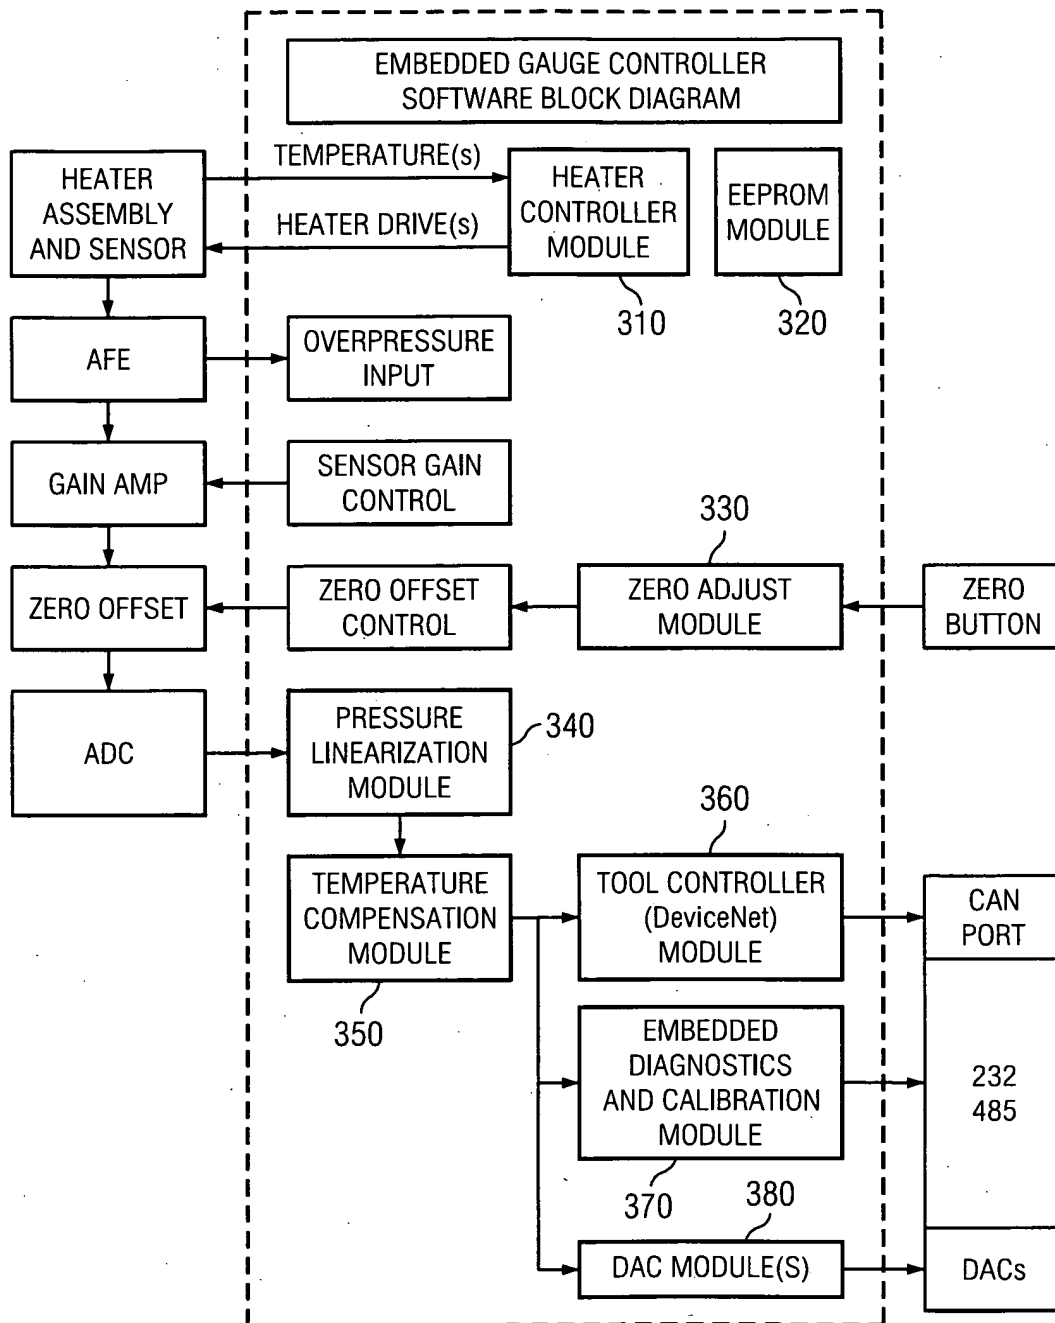 EMBEDDED GAUGE CONTROLLER
SOFTWARE BLOCK DIAGRAM
HEATER
ASSEMBLY
AND SENSOR
TEMPERATURE(s)
HEATER DRIVE(s)
HEATER
CONTROLLER
MODULE
310
EEPROM
MODULE
320
AFE
OVERPRESSURE
INPUT
GAIN AMP
SENSOR GAIN
CONTROL
ZERO OFFSET
ZERO OFFSET
CONTROL
330
ZERO ADJUST
MODULE
ZERO
BUTTON
ADC
PRESSURE
LINEARIZATION
MODULE
340
TEMPERATURE
COMPENSATION
MODULE
350
360
TOOL CONTROLLER
(DeviceNet)
MODULE
CAN
PORT
EMBEDDED
DIAGNOSTICS
AND CALIBRATION
MODULE
370
232
485
380
DAC MODULE(S)
DACs